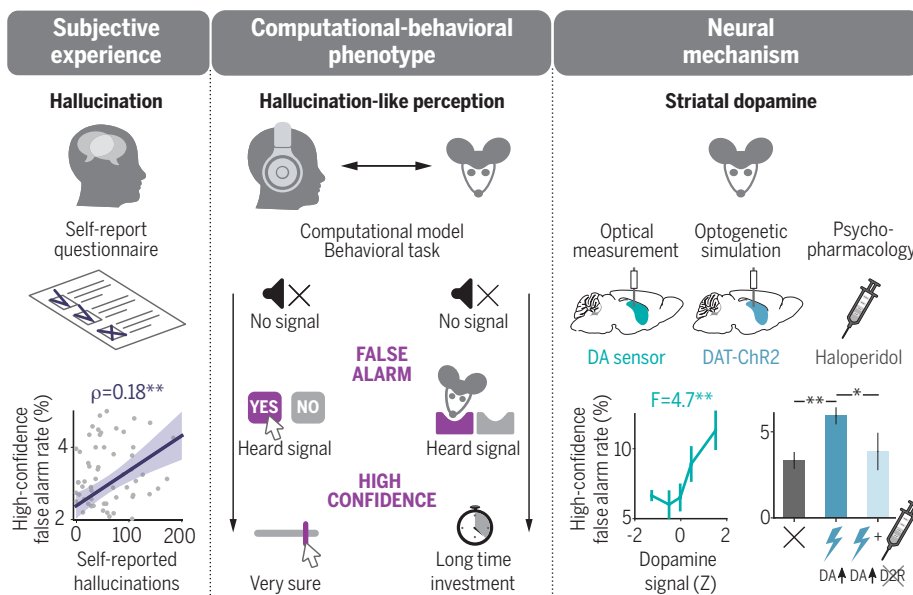 Subjective
experience
Computational-behavioral
phenotype
Neural
mechanism
Hallucination
Self-report
questionnaire
ρ=0.18**
High-confidence
false alarm rate (%)
4
2
0
100
200
Self-reported
hallucinations
Hallucination-like perception
Computational model
Behavioral task
No signal
No signal
FALSE
ALARM
YES
NO
Heard signal
Heard signal
HIGH
CONFIDENCE
Very sure
Long time
investment
Striatal dopamine
Optical
measurement
Optogenetic
simulation
Psycho-
pharmacology
DA sensor
DAT-ChR2
Haloperidol
F=4.7**
High-confidence
false alarm rate (%)
10
5
-2
0
2
Dopamine
signal (Z)
**
*
5
0
+
DA
DA
D2R